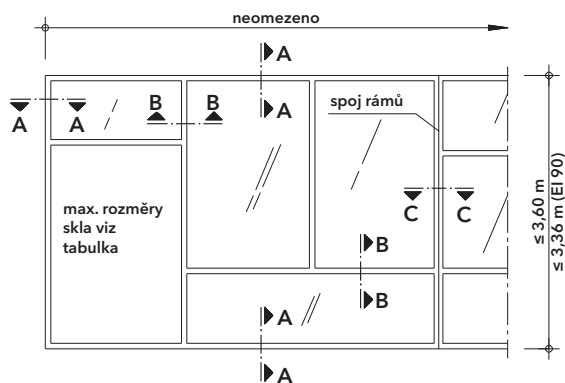 neomezeno
A
A
B B
A A
spoj rámů
max. rozměry
skla viz
tabulka
C C
B
B
A
A
≤ 3,60 m
≤ 3,36 m (EI 90)